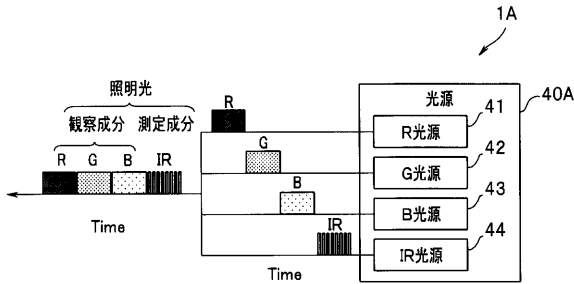 1A
照明光
観察成分 測定成分
R G B IR
Time
R
G
B
IR
Time
光源
40A
R光源
41
G光源
42
B光源
43
IR光源
44